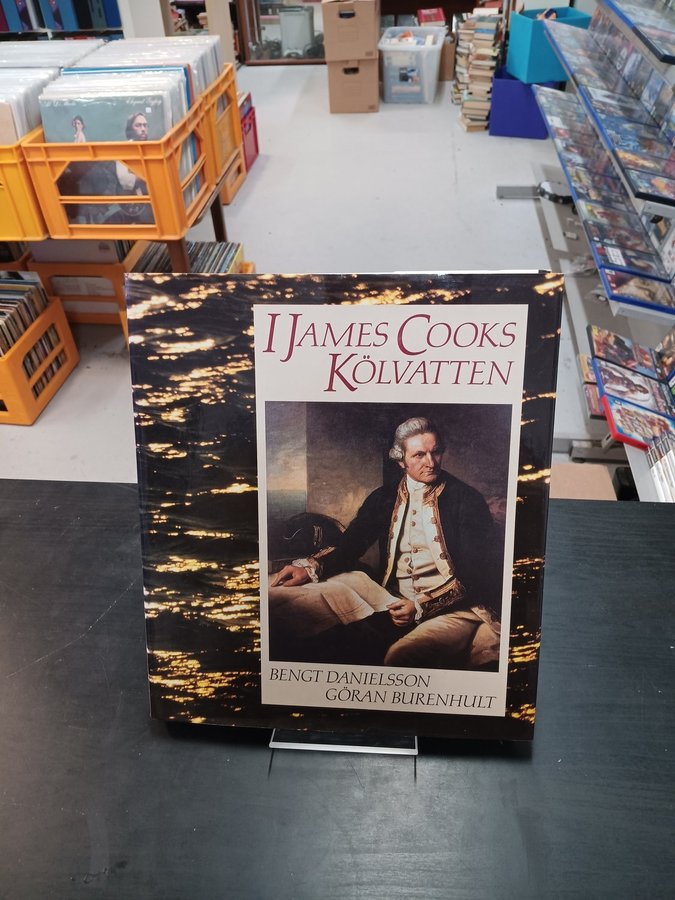 I JAMES COOKS
KÖLVATTEN
BENGT DANIELSSON
GÖRAN BURENHULT